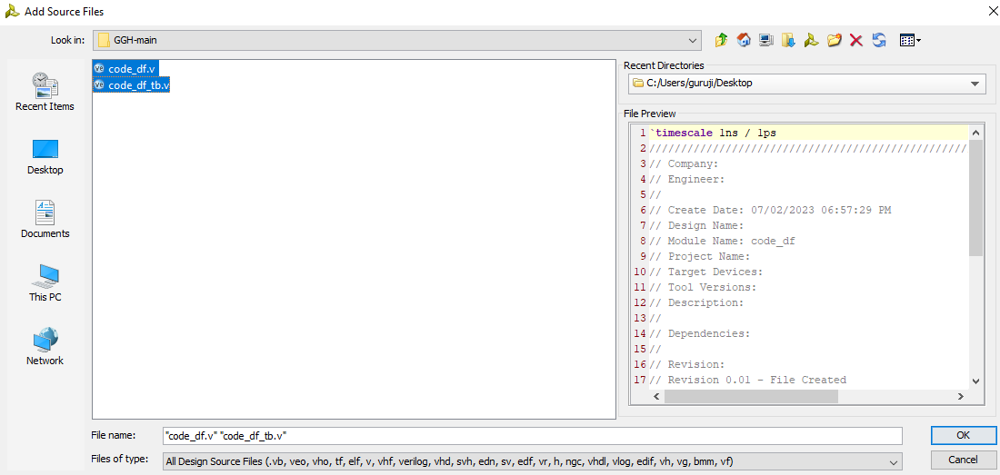 Add Source Files
Look in: GGH-main
Recent Items
Desktop
Documents
This PC
Network
code_df.v
code_df_tb.v
Recent Directories
C:/Users/guruji/Desktop
File Preview
1 `timescale 1ns / 1ps
2 //////////////////////////////////////////////////
3 // Company:
4 // Engineer:
5 //
6 // Create Date: 07/02/2023 06:57:29 PM
7 // Design Name:
8 // Module Name: code_df
9 // Project Name:
10 // Target Devices:
11 // Tool Versions:
12 // Description:
13 //
14 // Dependencies:
15 //
16 // Revision:
17 // Revision 0.01 - File Created
File name: "code_df.v" "code_df_tb.v"
OK
Files of type: All Design Source Files (.vb, veo, vho, tf, elf, v, vhf, verilog, vhd, svh, edn, sv, edf, vr, h, ngc, vhdl, vlog, edif, vh, vg, bmm, vf)
Cancel